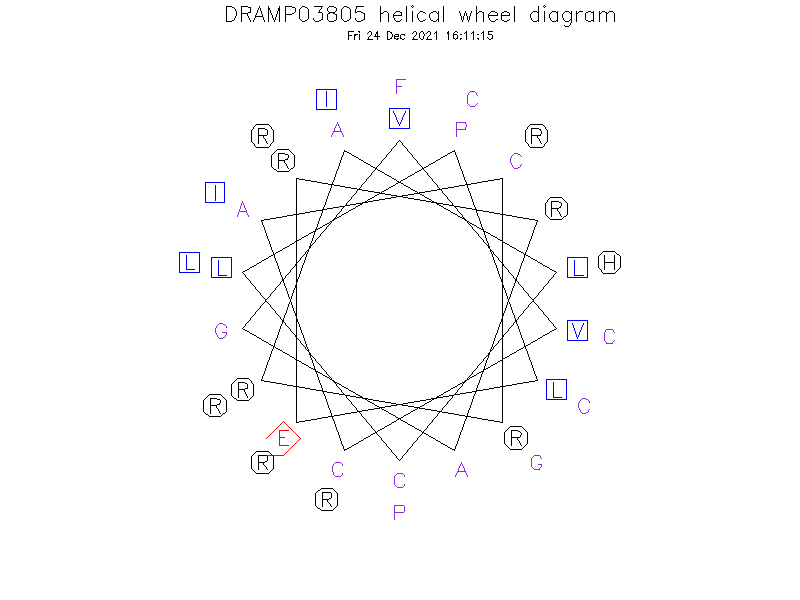 DRAMP03805 helical wheel diagram
Fri 24 Dec 2021 16:11:15
F
I C
V
A P
R R
R C
I
A R
L L L H
G V C
R L
R C
E R
R G
C A
C
R
P